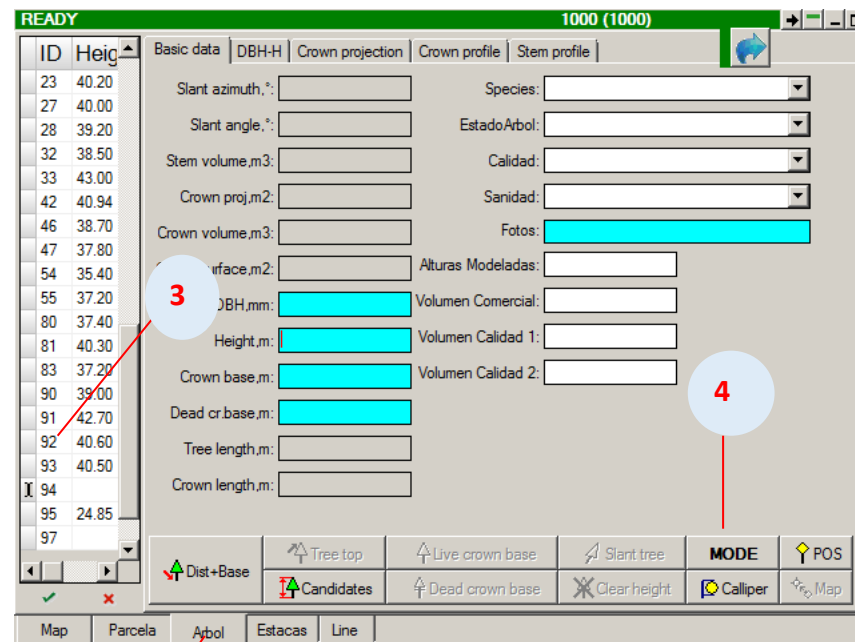 READY 1000 (1000)
ID Heig
Basic data DBH-H Crown projection Crown profile Stem profile
23 40.20
27 40.00
28 39.20
32 38.50
33 43.00
42 40.94
46 38.70
47 37.80
54 35.40
55 37.20
80 37.40
81 40.30
83 37.20
90 39.00
91 42.70
92 40.60
93 40.50
94
95 24.85
97
Slant azimuth,°:
Slant angle,°:
Stem volume,m3:
Crown proj,m2:
Crown volume,m3:
urface,m2:
DBH,mm:
Height,m:
Crown base,m:
Dead cr.base,m:
Tree length,m:
Crown length,m:
Species:
EstadoArbol:
Calidad:
Sanidad:
Fotos:
Alturas Modeladas:
Volumen Comercial:
Volumen Calidad 1:
Volumen Calidad 2:
3
4
Dist+Base
Tree top Live crown base Slant tree MODE POS
Candidates Dead crown base Clear height Calliper Map
Map Parcela Arbol Estacas Line